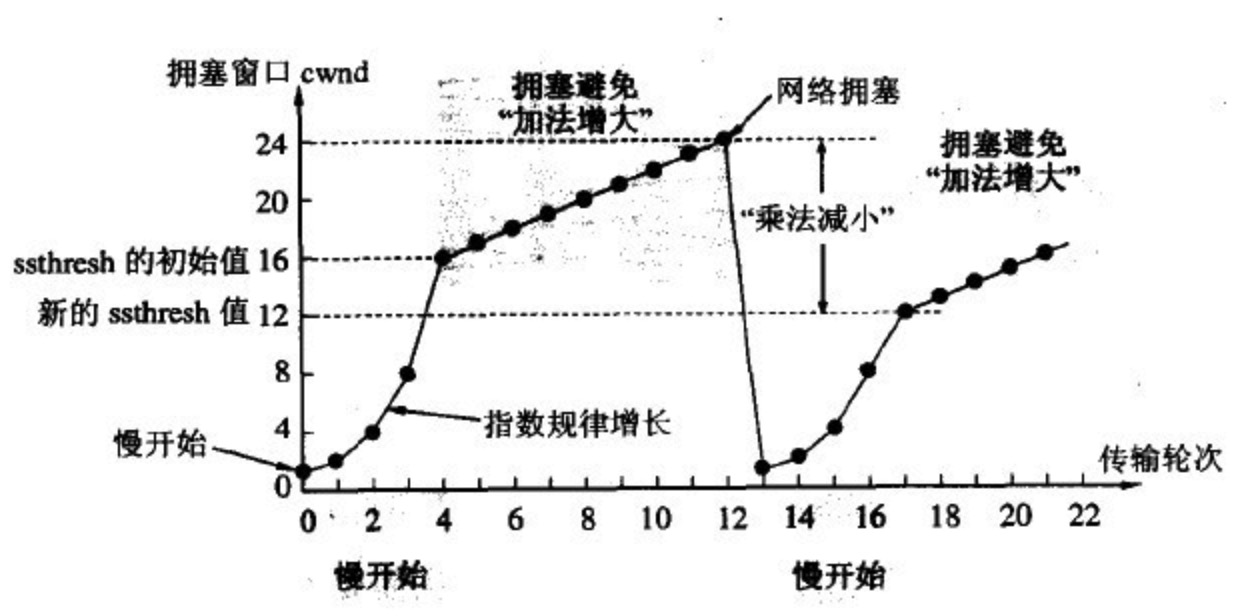 拥塞窗口 cwnd
拥塞避免
“加法增大”
网络拥塞
拥塞避免
“加法增大”
24
20
“乘法减小”
ssthresh 的初始值 16
新的 ssthresh 值 12
8
4
指数规律增长
慢开始
0
传输轮次
0 2 4 6 8 10 12 14 16 18 20 22
慢开始
慢开始